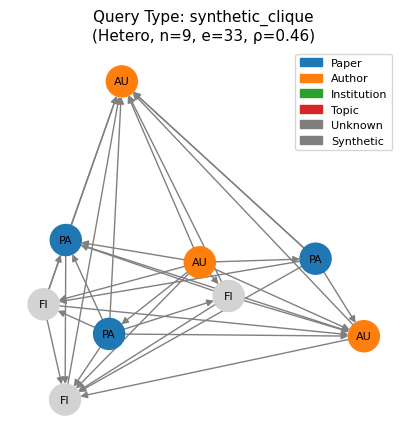 Query Type: synthetic_clique
(Hetero, n=9, e=33, ρ=0.46)
Paper
Author
Institution
Topic
Unknown
Synthetic
AU
PA
AU
PA
FI
FI
PA
AU
FI